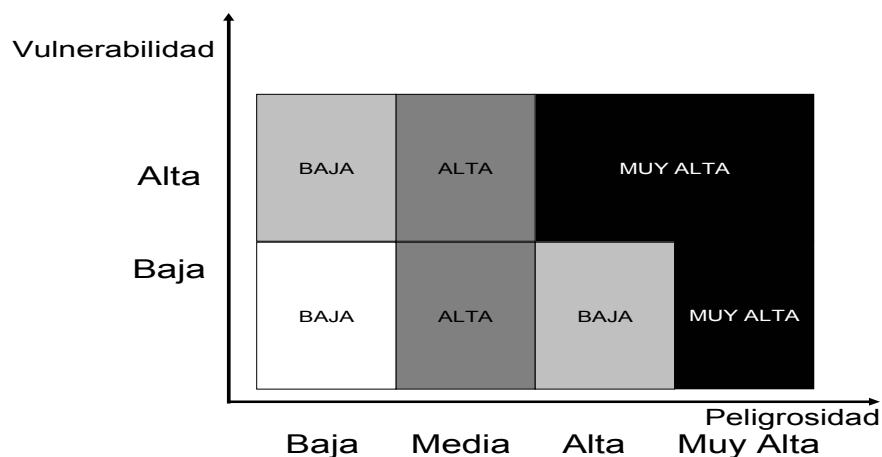 Vulnerabilidad
Alta
BAJA
ALTA
MUY ALTA
Baja
BAJA
ALTA
BAJA
MUY ALTA
Peligrosidad
Baja
Media
Alta
Muy Alta